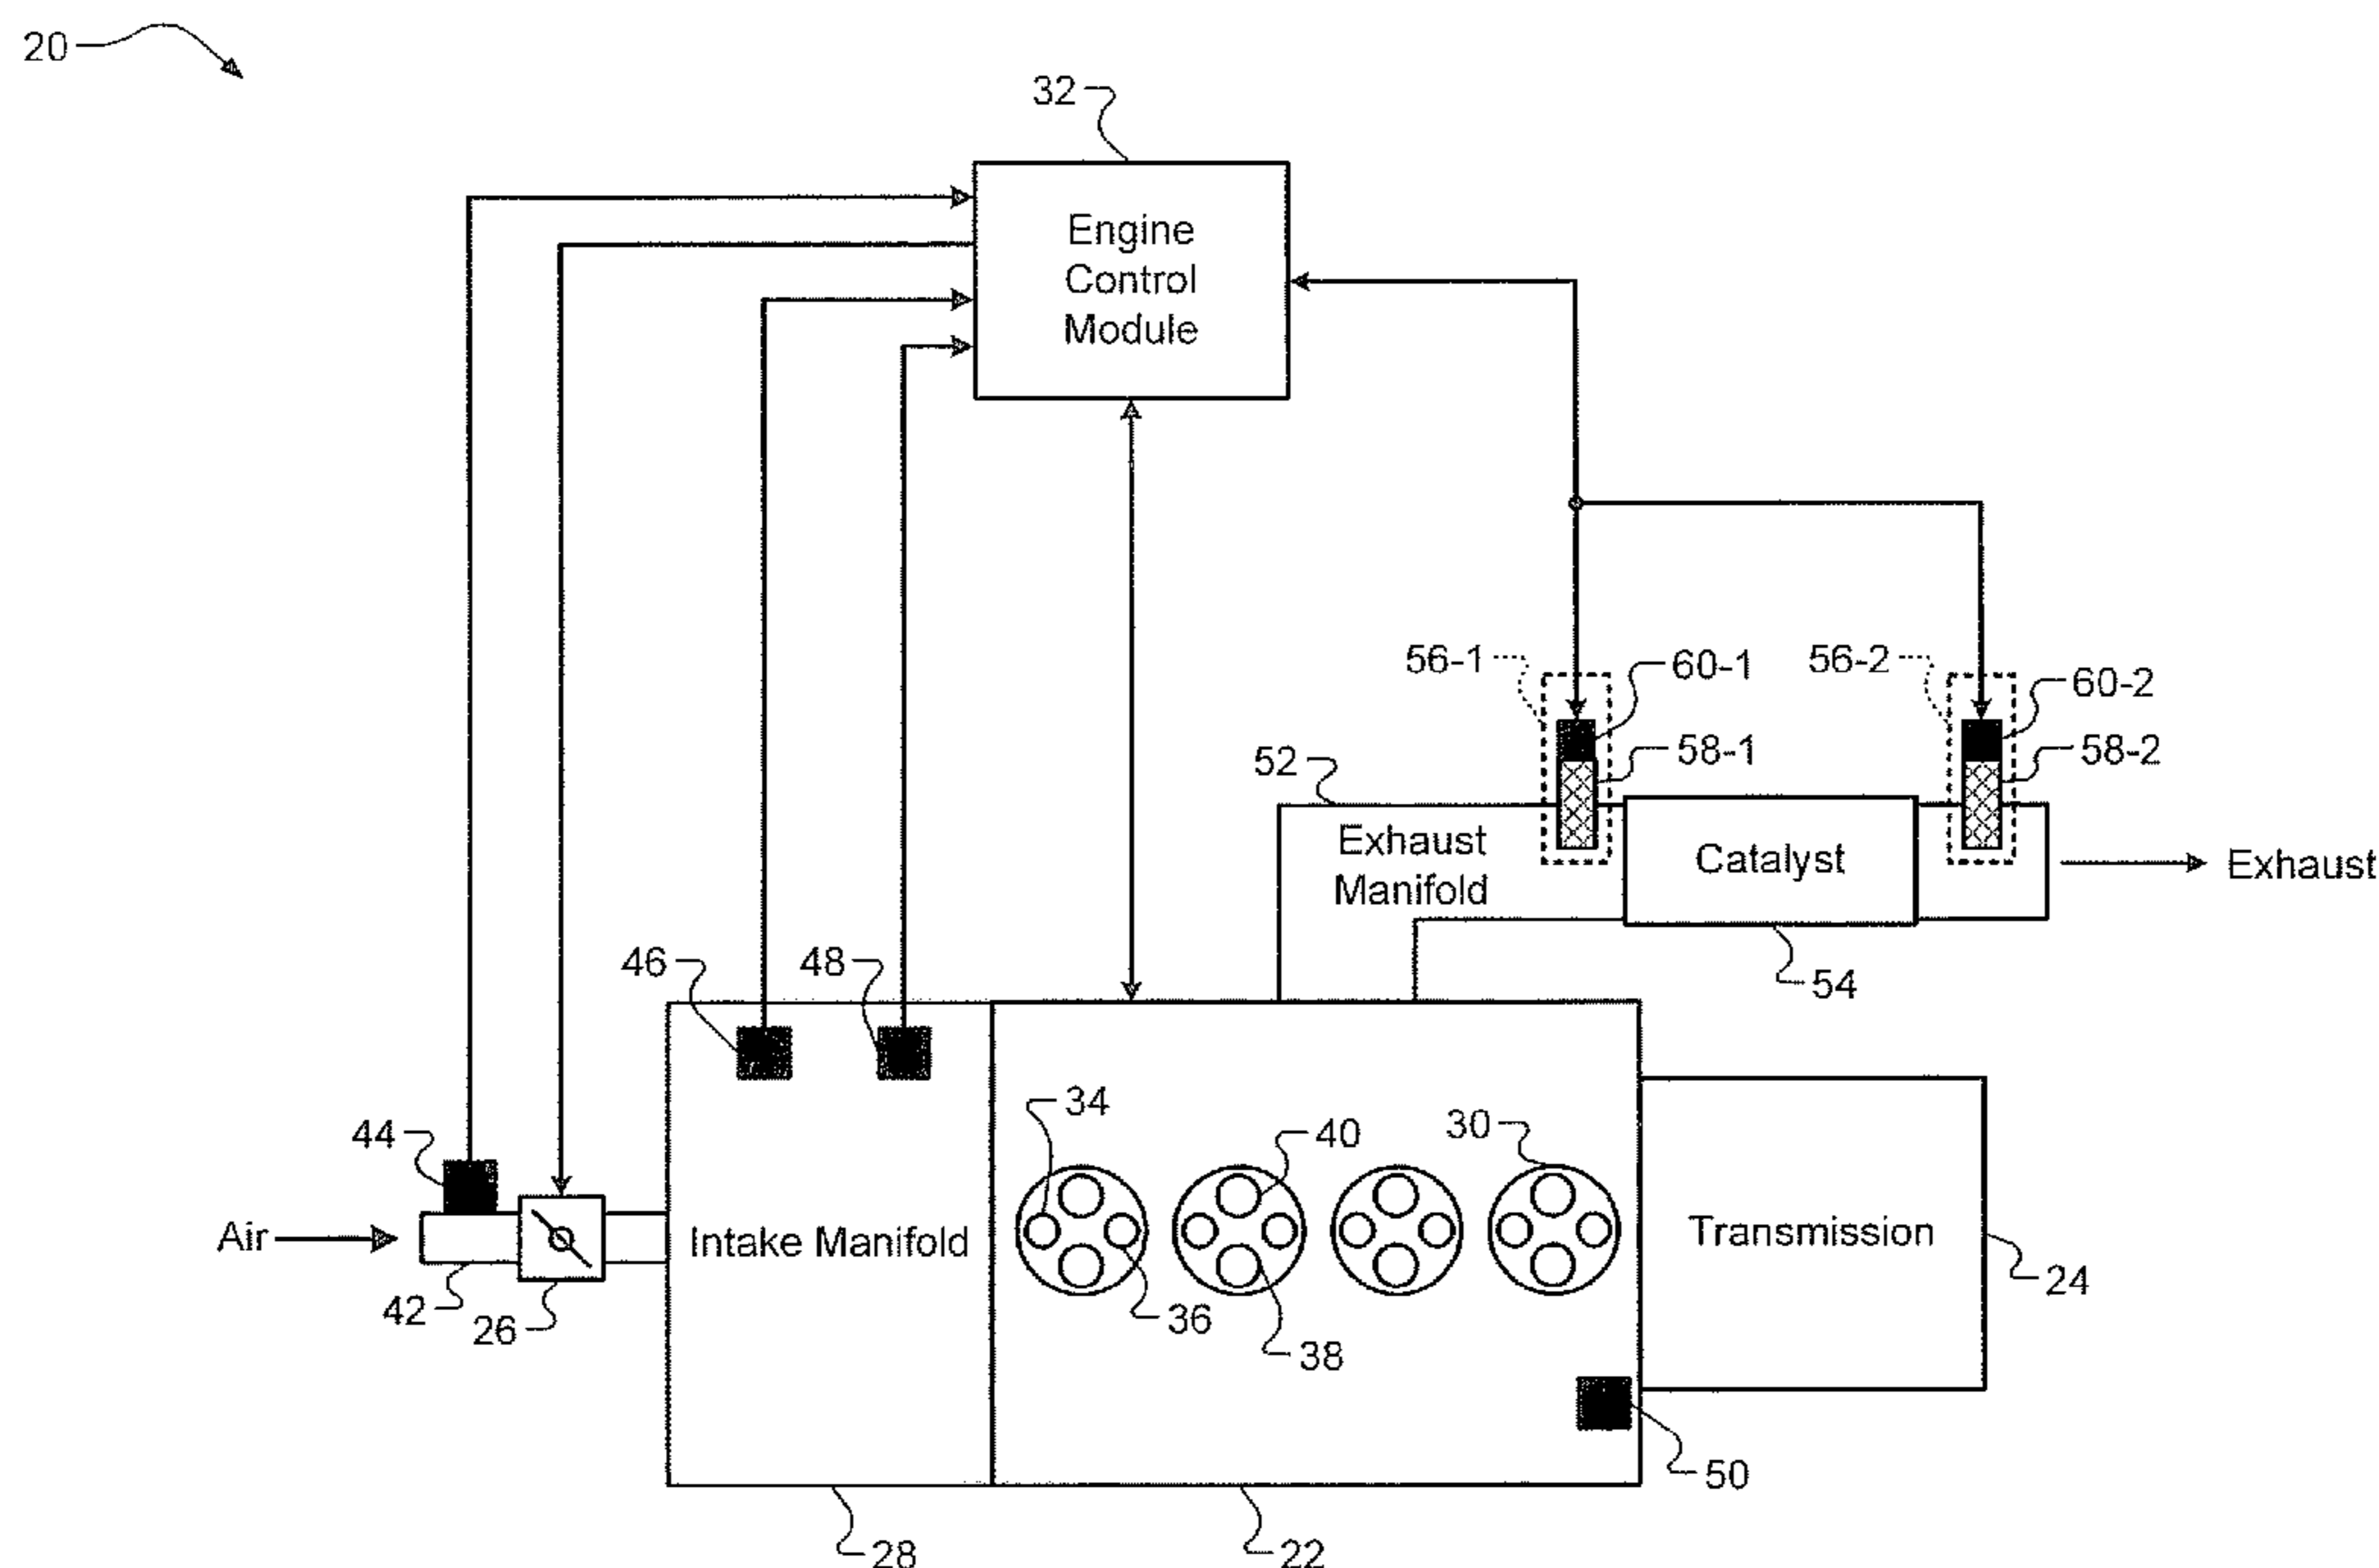 20
32
Engine
Control
Module
56-1
60-1
56-2
60-2
58-1
58-2
52
Exhaust
Manifold
Catalyst
Exhaust
54
46
48
44
34
40
30
Air
Intake Manifold
Transmission
42
26
36
38
24
50
28
22